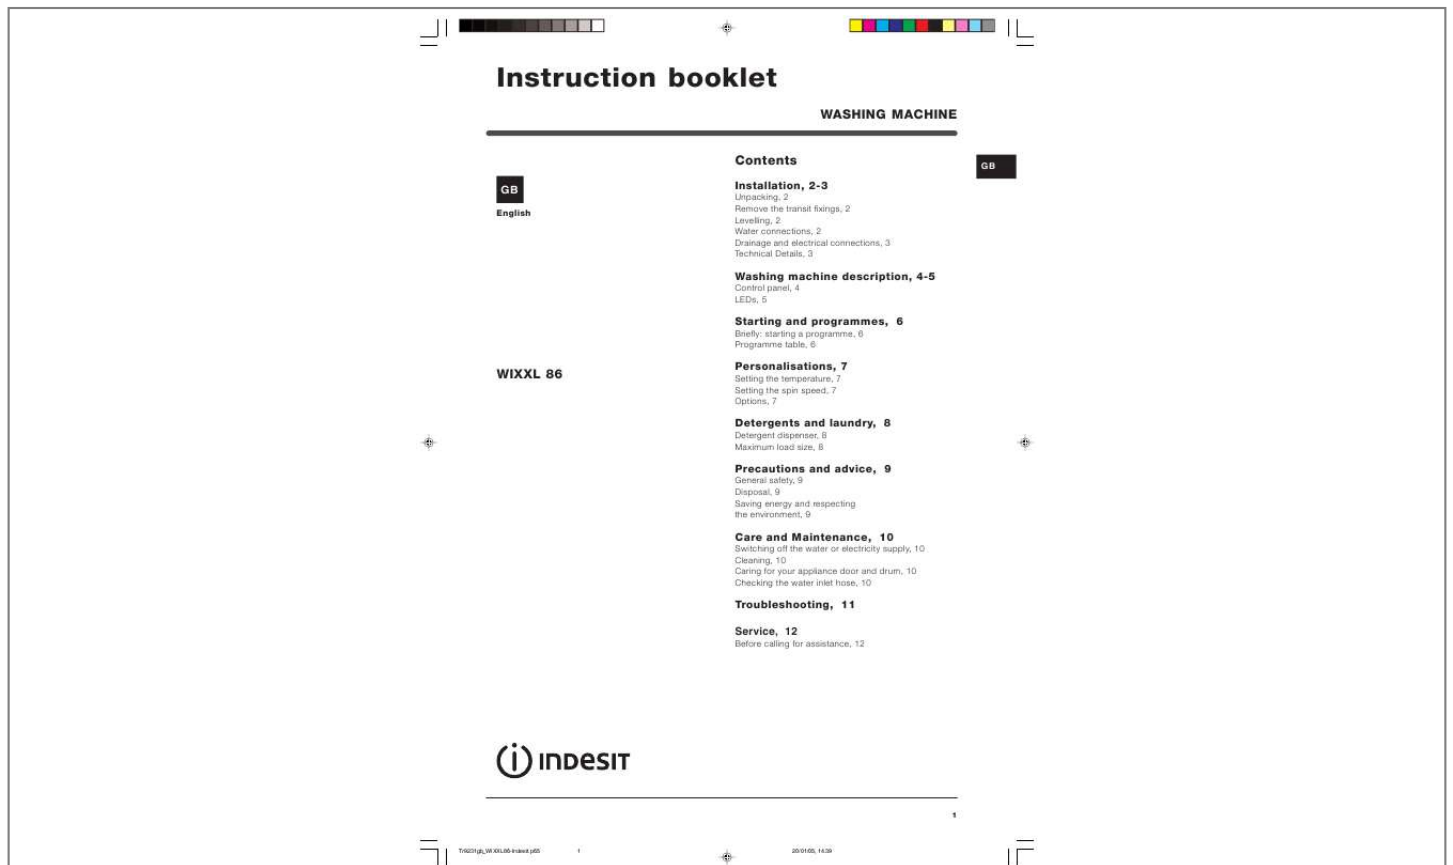 Instruction booklet
WASHING MACHINE
GB
English
WIXXL 86
Contents
Installation, 2-3
Unpacking, 2
Remove the transit fixings, 2
Levelling, 2
Water connections, 2
Drainage and electrical connections, 3
Technical Details, 3
Washing machine description, 4-5
Control panel, 4
LEDs, 5
Starting and programmes, 6
Briefly: starting a programme, 6
Programme table, 6
Personalisations, 7
Setting the temperature, 7
Setting the spin speed, 7
Options, 7
Detergents and laundry, 8
Detergent dispenser, 8
Maximum load size, 8
Precautions and advice, 9
General safety, 9
Disposal, 9
Saving energy and respecting
the environment, 9
Care and Maintenance, 10
Switching off the water or electricity supply, 10
Cleaning, 10
Caring for your appliance door and drum, 10
Checking the water inlet hose, 10
Troubleshooting, 11
Service, 12
Before calling for assistance, 12
GB
INDESIT
1
1